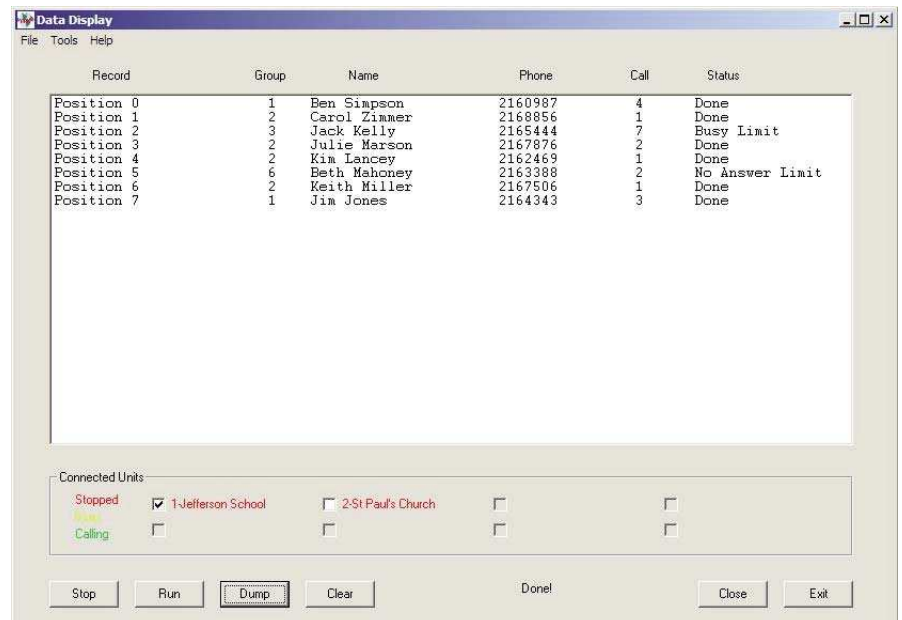 Data Display
File Tools Help
Record Group Name Phone Call Status
Position 0 1 Ben Simpson 2160987 4 Done
Position 1 2 Carol Zimmer 2168856 1 Done
Position 2 3 Jack Kelly 2165444 7 Busy Limit
Position 3 2 Julie Marson 2167876 2 Done
Position 4 2 Kim Lancey 2162469 1 Done
Position 5 6 Beth Mahoney 2163388 2 No Answer Limit
Position 6 2 Keith Miller 2167506 1 Done
Position 7 1 Jim Jones 2164343 3 Done
Connected Units
Stopped 1-Jefferson School 2-St Paul's Church
Calling
Stop Run Dump Clear Done! Close Exit